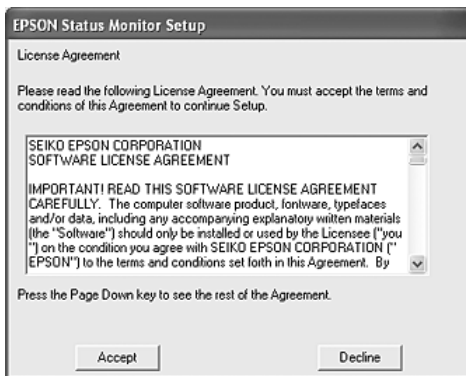 EPSON Status Monitor Setup
License Agreement
Please read the following License Agreement. You must accept the terms and
conditions of this Agreement to continue Setup.
SEIKO EPSON CORPORATION
SOFTWARE LICENSE AGREEMENT
IMPORTANT! READ THIS SOFTWARE LICENSE AGREEMENT
CAREFULLY. The computer software product, fontware, typefaces
and/or data, including any accompanying explanatory written materials
(the "Software") should only be installed or used by the Licensee ("you
") on the condition you agree with SEIKO EPSON CORPORATION ("
EPSON") to the terms and conditions set forth in this Agreement. By
Press the Page Down key to see the rest of the Agreement.
Accept Decline